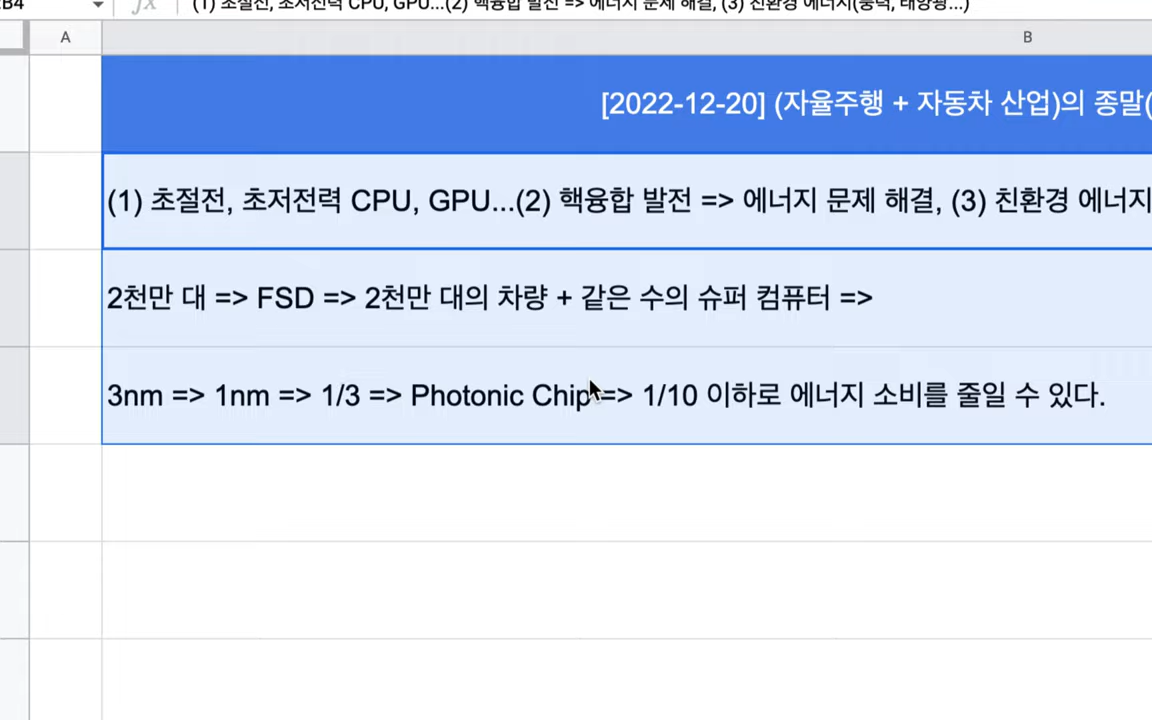 B4
(1) 초절전, 초저전력 CPU, GPU...(2) 핵융합 발전 => 에너지 문제 해결, (3) 친환경 에너지(풍력, 태양광...)
A
B
[2022-12-20] (자율주행 + 자동차 산업)의 종말(
(1) 초절전, 초저전력 CPU, GPU...(2) 핵융합 발전 => 에너지 문제 해결, (3) 친환경 에너지
2천만 대 => FSD => 2천만 대의 차량 + 같은 수의 슈퍼 컴퓨터 =>
3nm => 1nm => 1/3 => Photonic Chip => 1/10 이하로 에너지 소비를 줄일 수 있다.